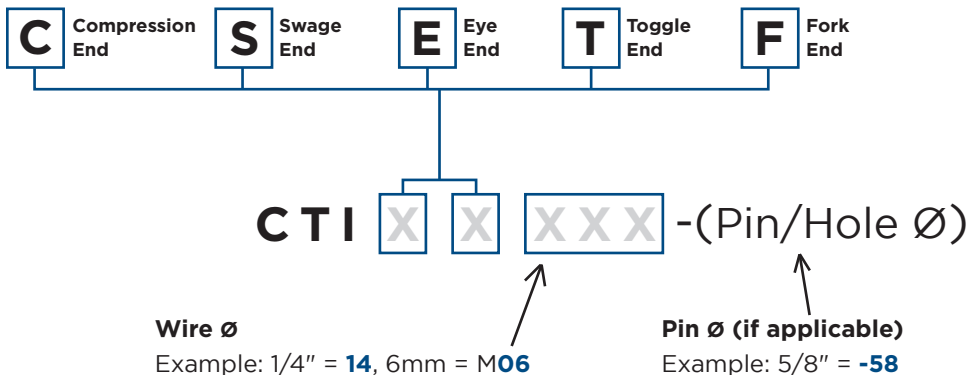 C Compression End
S Swage End
E Eye End
T Toggle End
F Fork End
CTI X X XXX -(Pin/Hole Ø)
Wire Ø
Example: 1/4" = 14, 6mm = M06
Pin Ø (if applicable)
Example: 5/8" = -58